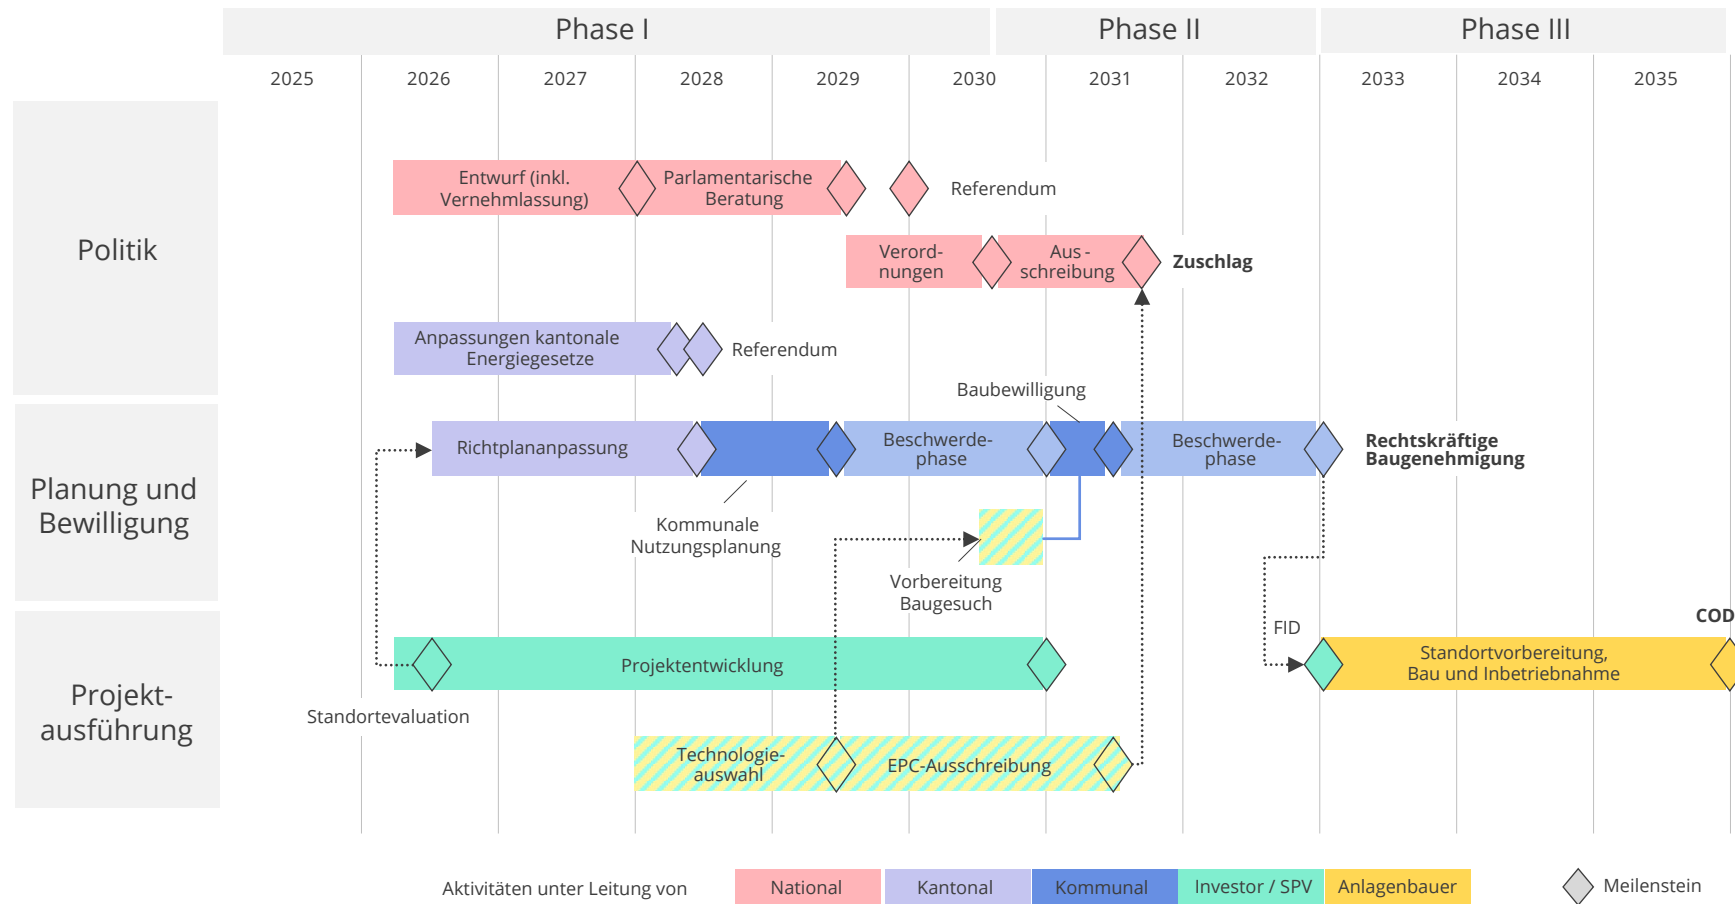 Phase I
Phase II
Phase III
2025
2026
2027
2028
2029
2030
2031
2032
2033
2034
2035
Politik
Entwurf (inkl.
Vernehmlassung)
Parlamentarische
Beratung
Referendum
Verord-
nungen
Aus -
schreibung
Zuschlag
Anpassungen kantonale
Energiegesetze
Referendum
Planung und
Bewilligung
Baubewilligung
Richtplananpassung
Beschwerde-
phase
Beschwerde-
phase
Rechtskräftige
Baugenehmigung
Kommunale
Nutzungsplanung
Vorbereitung
Baugesuch
Projekt-
ausführung
COD
FID
Projektentwicklung
Standortvorbereitung,
Bau und Inbetriebnahme
Standortevaluation
Technologie-
auswahl
EPC-Ausschreibung
Aktivitäten unter Leitung von
National
Kantonal
Kommunal
Investor / SPV
Anlagenbauer
Meilenstein